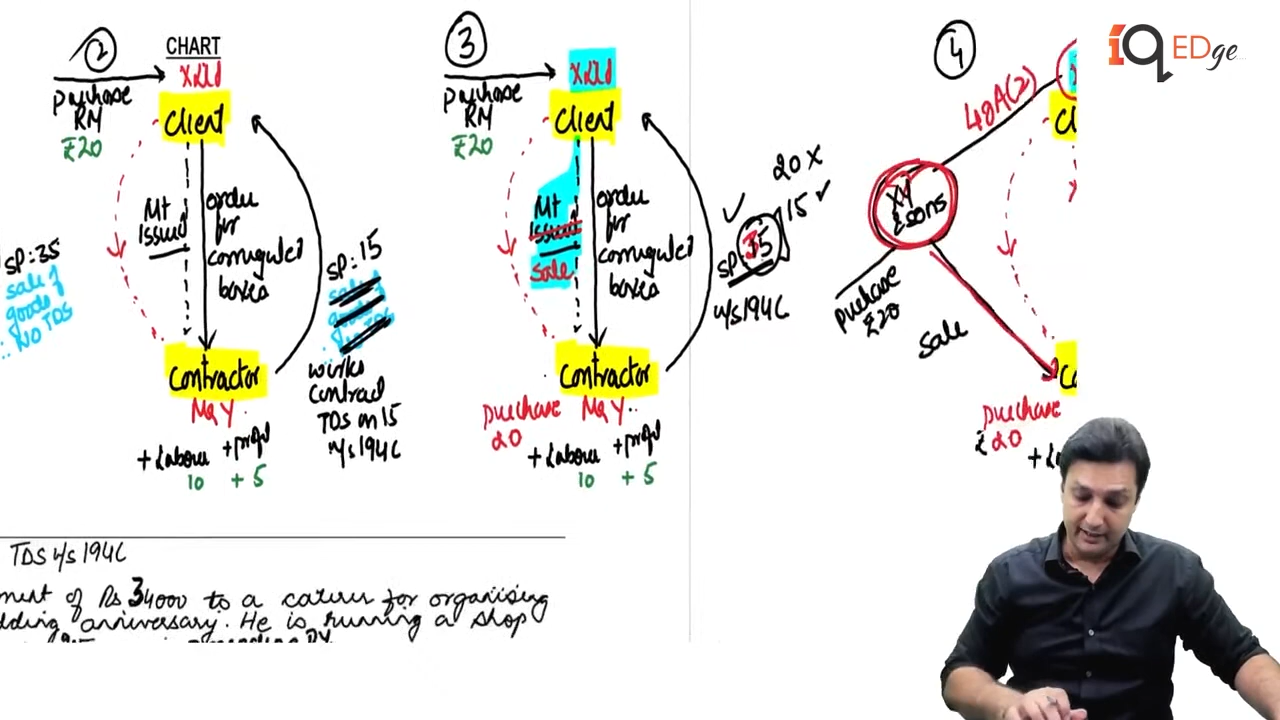 iQ EDge
2
CHART
X Ltd
purchase
RM
₹20
Client
Mt
Issued
order
for
corrugated
boxes
SP: 35
sale of
goods
∴ NO TDS
SP: 15
works
Contract
TDS on 15
u/s 194C
Contractor
Mr Y
+ Labour + profit
10 + 5
3
X Ltd
purchase
RM
₹20
Client
Mt
Issued
Sale
order
for
corrugated
boxes
20 X
15 ✓
SP 35
u/s 194C
Contractor
purchase
20
Mr Y
+ Labour + profit
10 + 5
4
40A(2)
XY
& sons
purchase
₹20
sale
purchase
₹ 20
TDS u/s 194C
ment of Rs 34000 to a caterer for organising
dding anniversary. He is running a shop